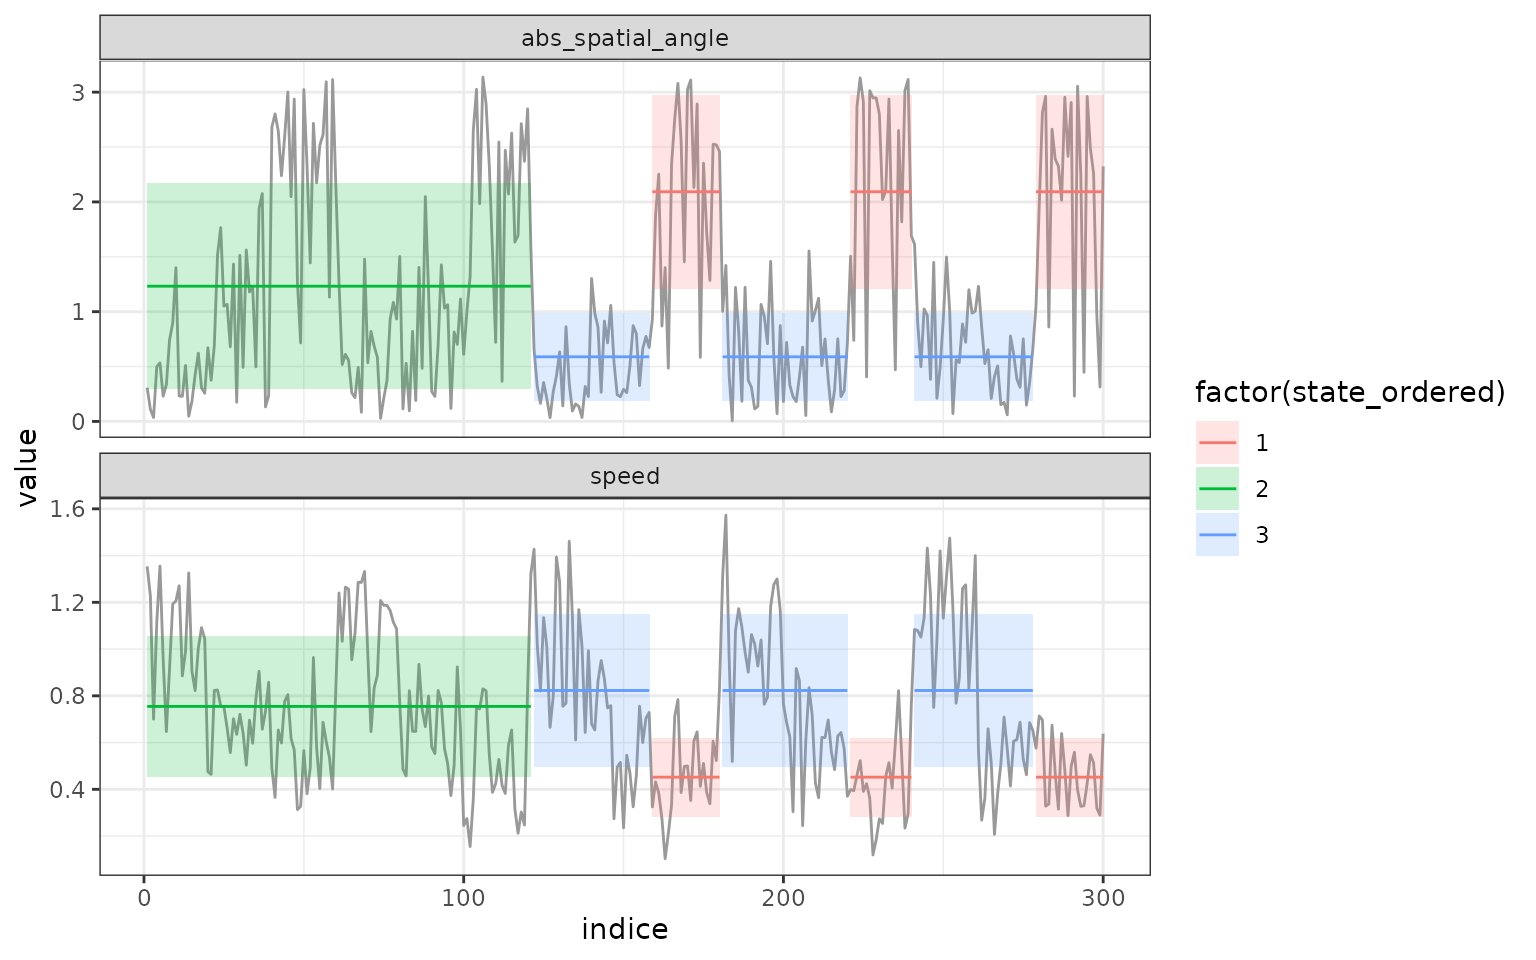 abs_spatial_angle
3
2
1
0
speed
1.6
1.2
0.8
0.4
0 100 200 300
indice
value
factor(state_ordered)
1
2
3